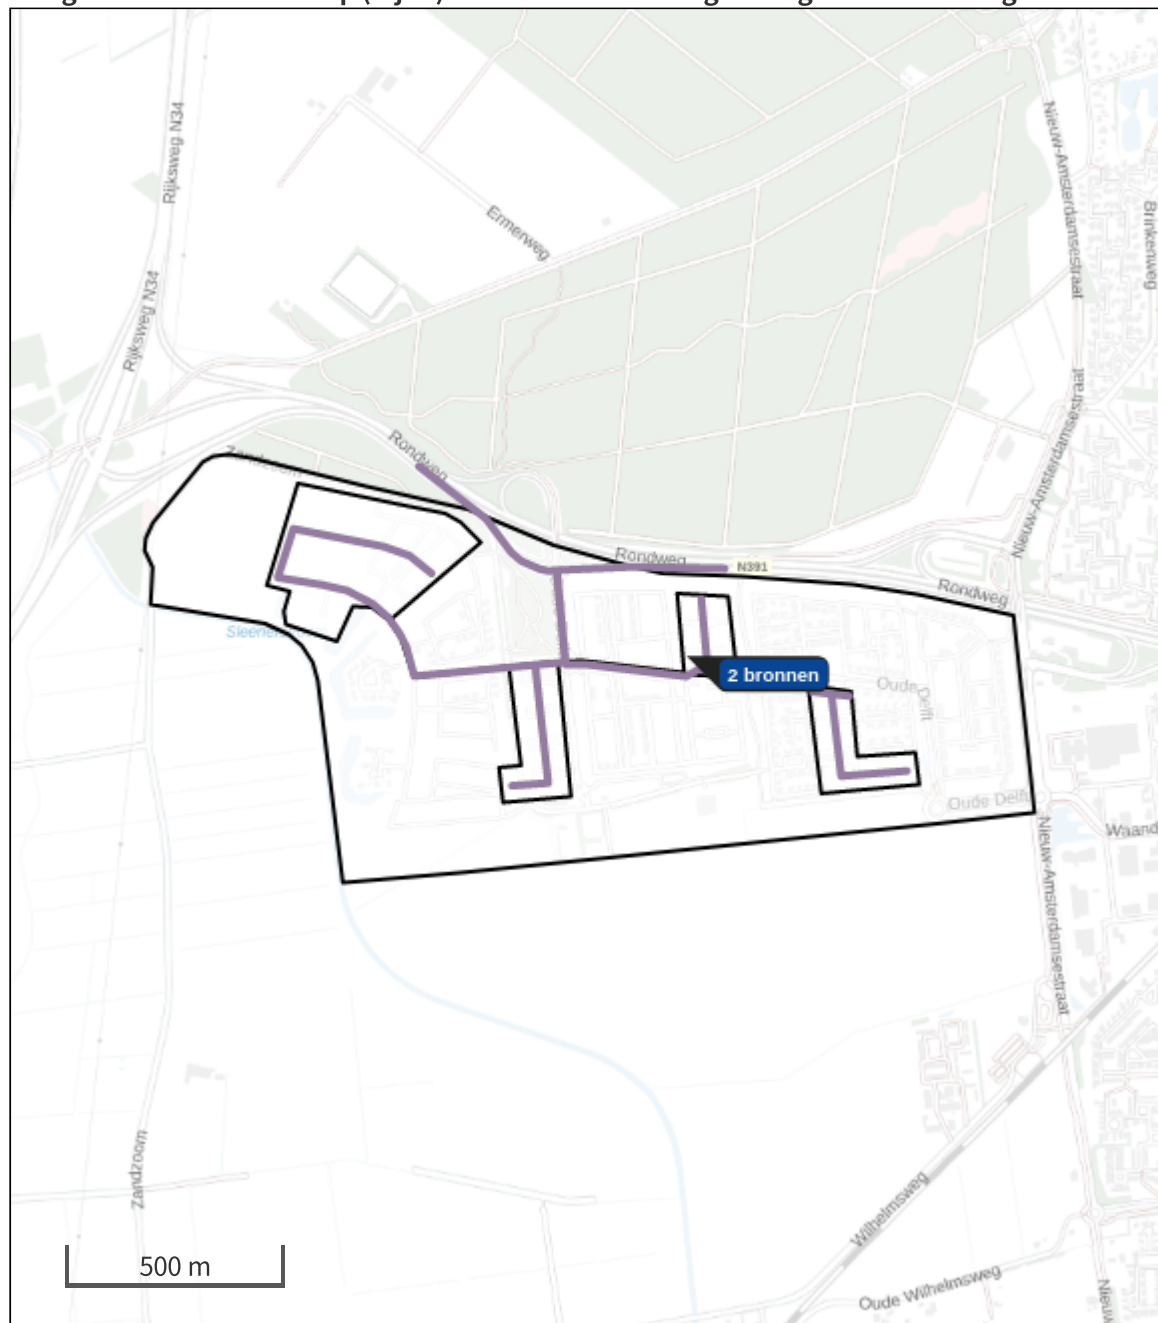 Rijksweg N34
Nieuw-Amsterdamsestraat
Brinkenweg
Ermerweg
Rijksweg N34
Nieuw-Amsterdamsestraat
Rondweg
Rondweg
N391
Rondweg
2 bronnen
Oude Delft
Oude Delft
Waand
Nieuw-Amsterdamsestraat
Zandzoom
Wilhelmsweg
500 m
Oude Wilhelmsweg
Nieuw